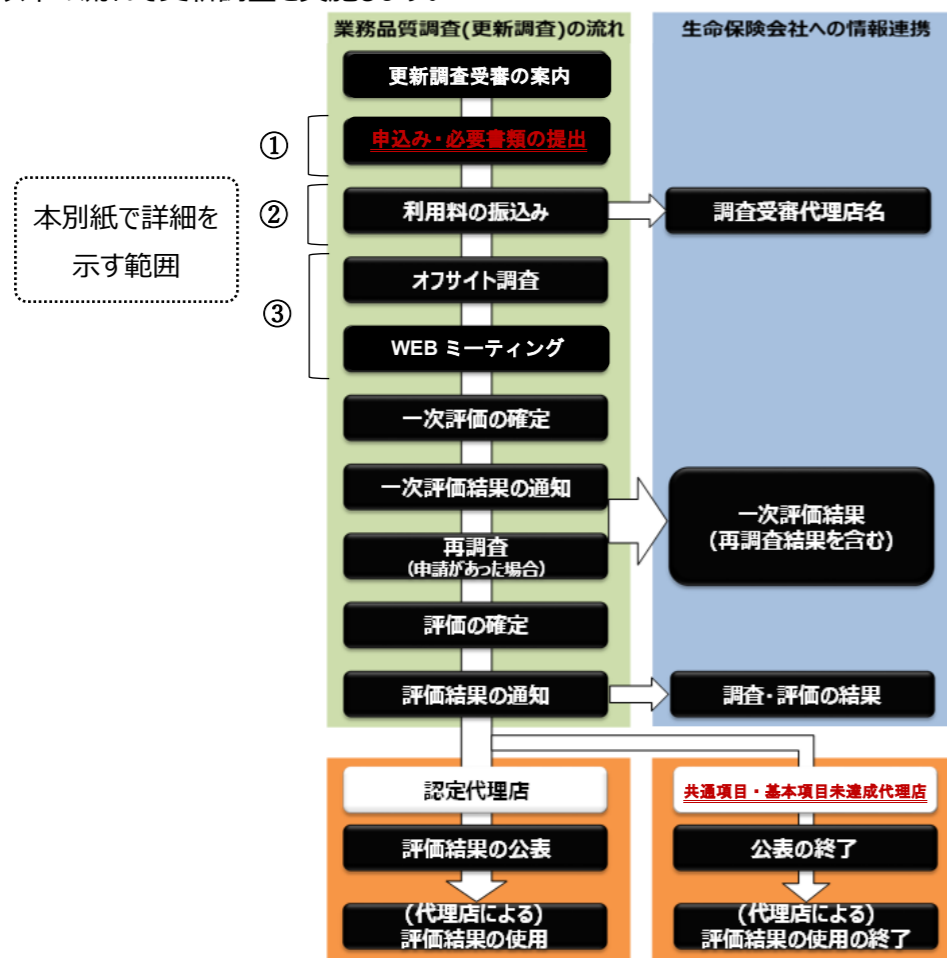 業務品質調査(更新調査)の流れ
生命保険会社への情報連携
更新調査受審の案内
①
申込み・必要書類の提出
本別紙で詳細を
示す範囲
②
利用料の振込み
調査受審代理店名
③
オフサイト調査
WEB ミーティング
一次評価の確定
一次評価結果の通知
再調査
(申請があった場合)
一次評価結果
(再調査結果を含む)
評価の確定
評価結果の通知
調査・評価の結果
認定代理店
共通項目・基本項目未達成代理店
評価結果の公表
公表の終了
(代理店による)
評価結果の使用
(代理店による)
評価結果の使用の終了